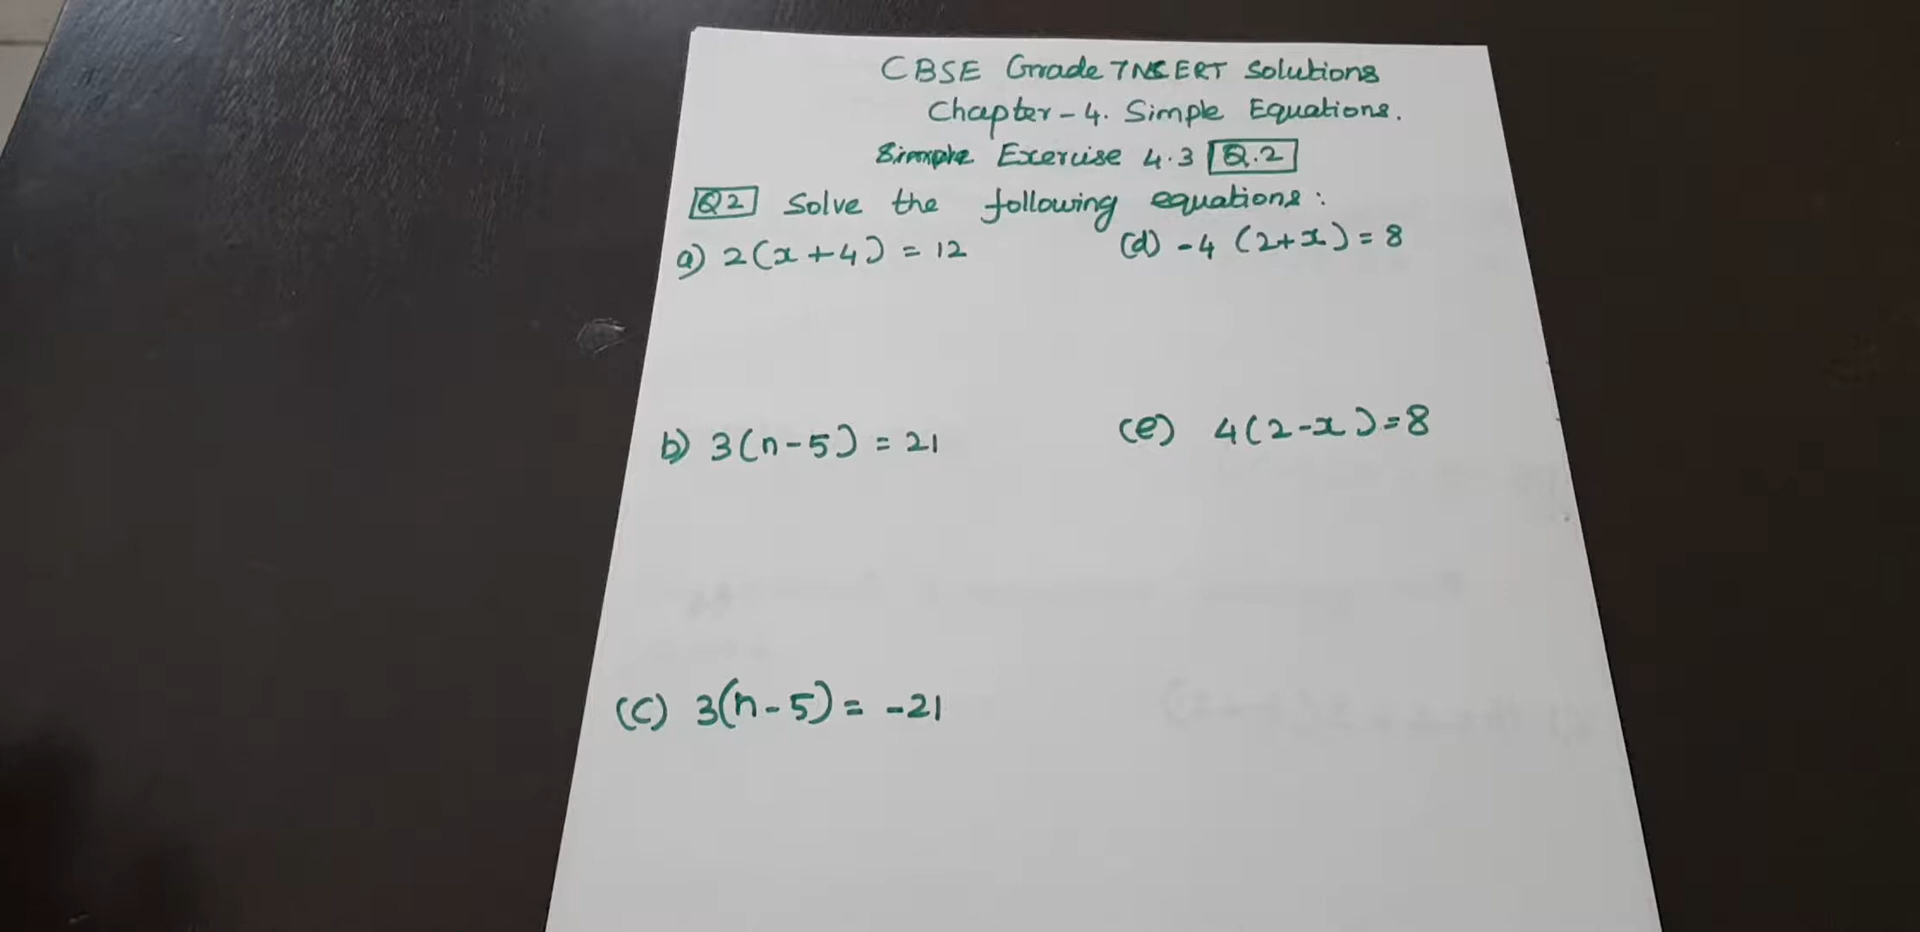 CBSE Grade 7 NCERT Solutions
Chapter - 4. Simple Equations.
Simple Exercise 4.3 Q.2
Q2 Solve the following equations :
a) 2(x+4) = 12
(d) -4 (2+x) = 8
b) 3(n-5) = 21
(e) 4(2-x)=8
(c) 3(n-5) = -21